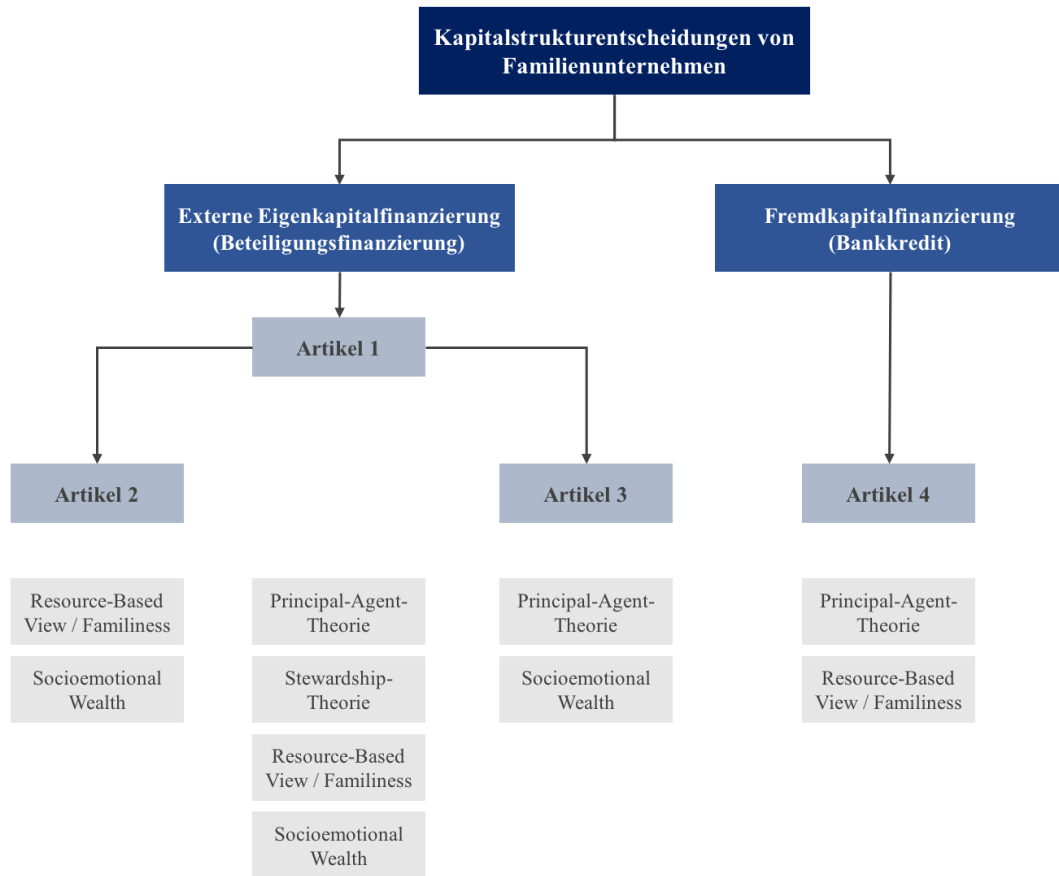 Kapitalstrukturentscheidungen von
Familienunternehmen
Externe Eigenkapitalfinanzierung
(Beteiligungsfinanzierung)
Fremdkapitalfinanzierung
(Bankkredit)
Artikel 1
Artikel 2
Artikel 3
Artikel 4
Resource-Based
View / Familiness
Socioemotional
Wealth
Principal-Agent-
Theorie
Stewardship-
Theorie
Resource-Based
View / Familiness
Socioemotional
Wealth
Principal-Agent-
Theorie
Socioemotional
Wealth
Principal-Agent-
Theorie
Resource-Based
View / Familiness